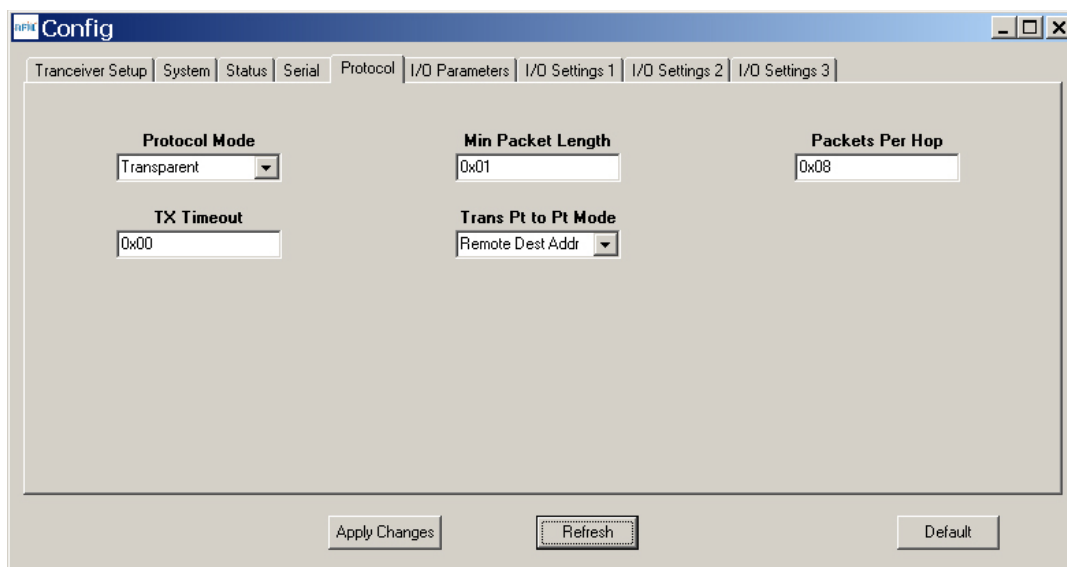 RFM Config
Tranceiver Setup System Status Serial Protocol I/O Parameters I/O Settings 1 I/O Settings 2 I/O Settings 3
Protocol Mode Min Packet Length Packets Per Hop
Transparent 0x01 0x08
TX Timeout Trans Pt to Pt Mode
0x00 Remote Dest Addr
Apply Changes Refresh Default